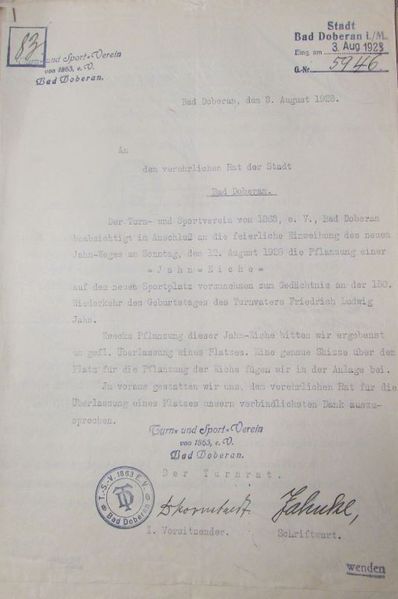 83
und Sport-Verein
von 1863, e. V.
Bad Doberan.
Stadt
Bad Doberan i./M.
Eing. am 3. Aug 1928
G.-Nr. 5946.
Bad Doberan, den 3. August 1928.
An
den verehrlichen Rat der Stadt
Bad Doberan.
Der Turn- und Sportverein von 1863, e. V., Bad Doberan
beabsichtigt in Anschluß an die feierliche Einweihung des neuen
Jahn-Weges am Sonntag, den 12. August 1928 die Pflanzung einer
= J a h n - E i c h e =
auf dem neuen Sportplatz vorzunehmen zum Gedächtnis an der 150.
Wiederkehr des Geburtstages des Turnvaters Friedrich Ludwig
Jahn.
Zwecks Pflanzung dieser Jahn-Eiche bitten wir ergebenst
um gefl. Überlassung eines Platzes. Eine genaue Skizze über den
Platz für die Pflanzung der Eiche fügen wir in der Anlage bei.
Im voraus gestatten wir uns, dem verehrlichen Rat für die
Überlassung eines Platzes unsern verbindlichsten Dank auszu-
sprechen.
Turn- und Sport-Verein
von 1863, e. V.
Bad Doberan.
Der Turnrat.
T.-S.-V. 1863 E.V.
Bad Doberan
Jahnke,
1. Vorsitzender. Schriftwart.
wenden